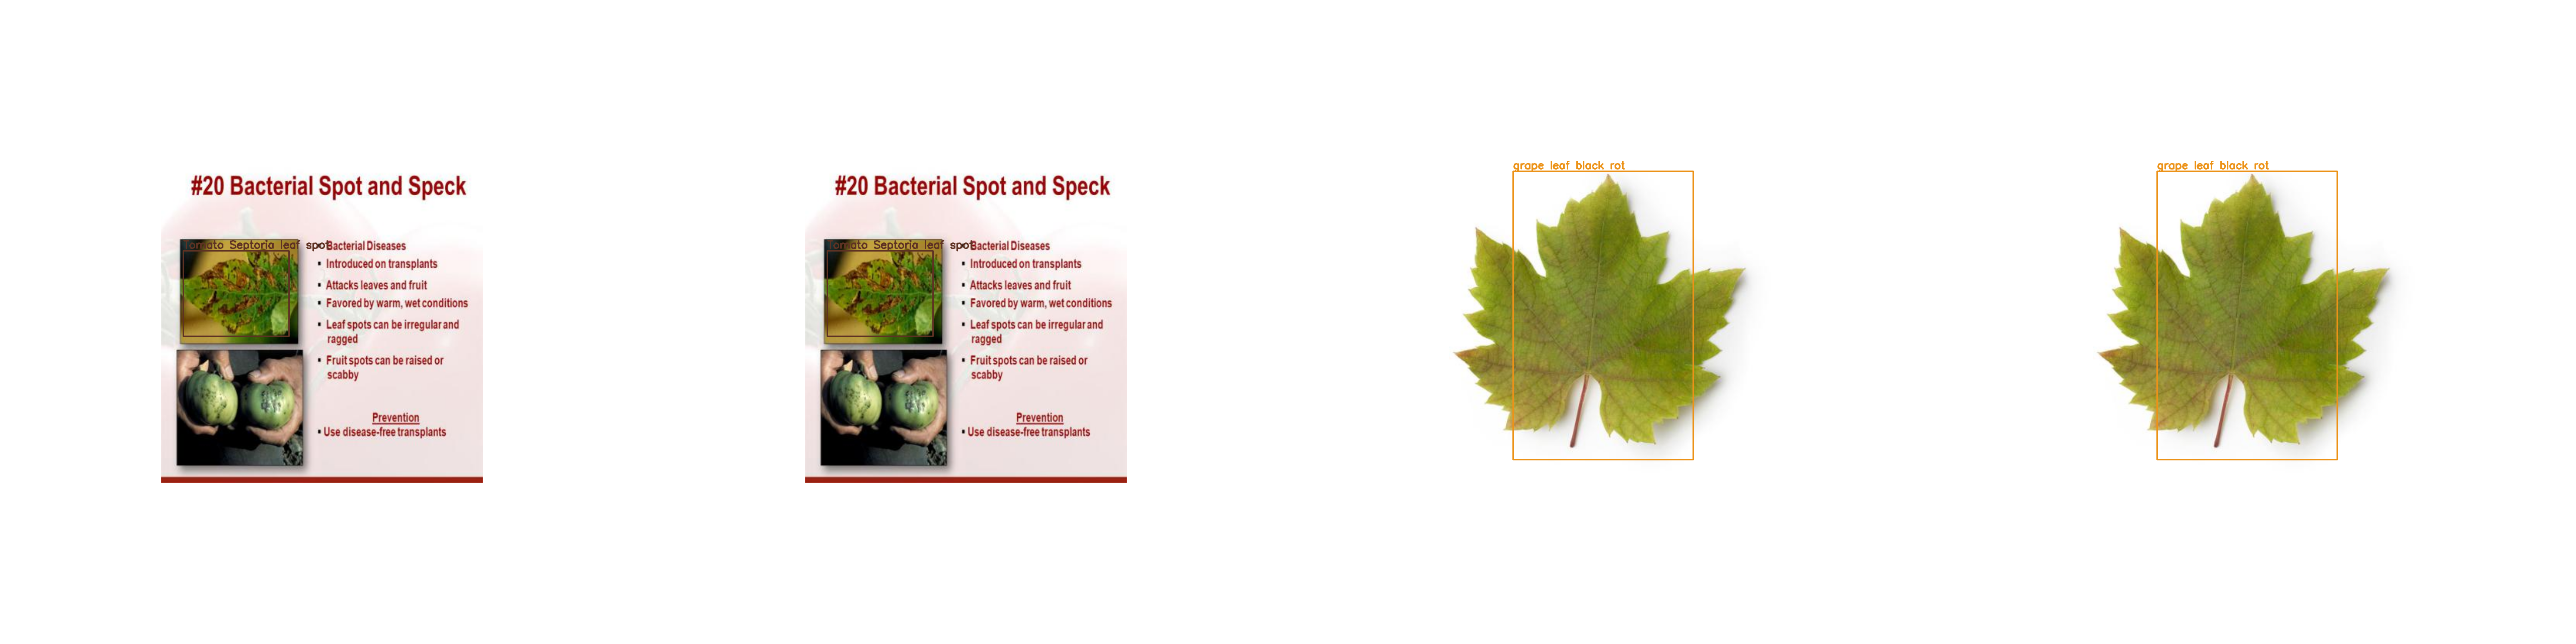 #20 Bacterial Spot and Speck
Tomato Septoria leaf spot
Bacterial Diseases
▪ Introduced on transplants
▪ Attacks leaves and fruit
▪ Favored by warm, wet conditions
▪ Leaf spots can be irregular and
ragged
▪ Fruit spots can be raised or
scabby
Prevention
▪ Use disease-free transplants
#20 Bacterial Spot and Speck
Tomato Septoria leaf spot
Bacterial Diseases
▪ Introduced on transplants
▪ Attacks leaves and fruit
▪ Favored by warm, wet conditions
▪ Leaf spots can be irregular and
ragged
▪ Fruit spots can be raised or
scabby
Prevention
▪ Use disease-free transplants
grape leaf black rot
grape leaf black rot